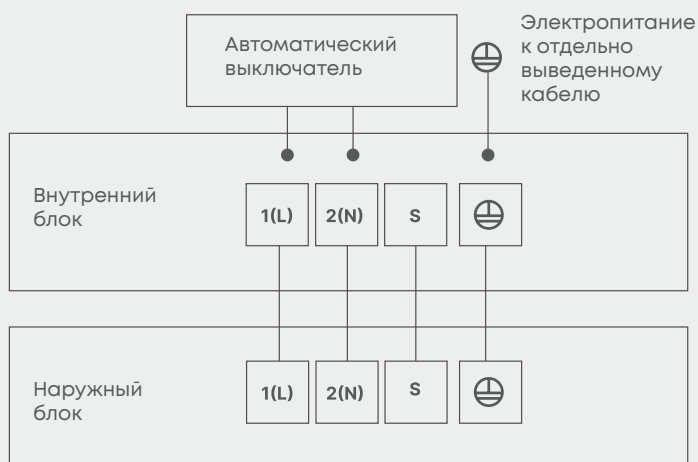 Автоматический
выключатель
Электропитание
к отдельно
выведенному
кабелю
Внутренний
блок
1(L) 2(N) S
Наружный
блок
1(L) 2(N) S